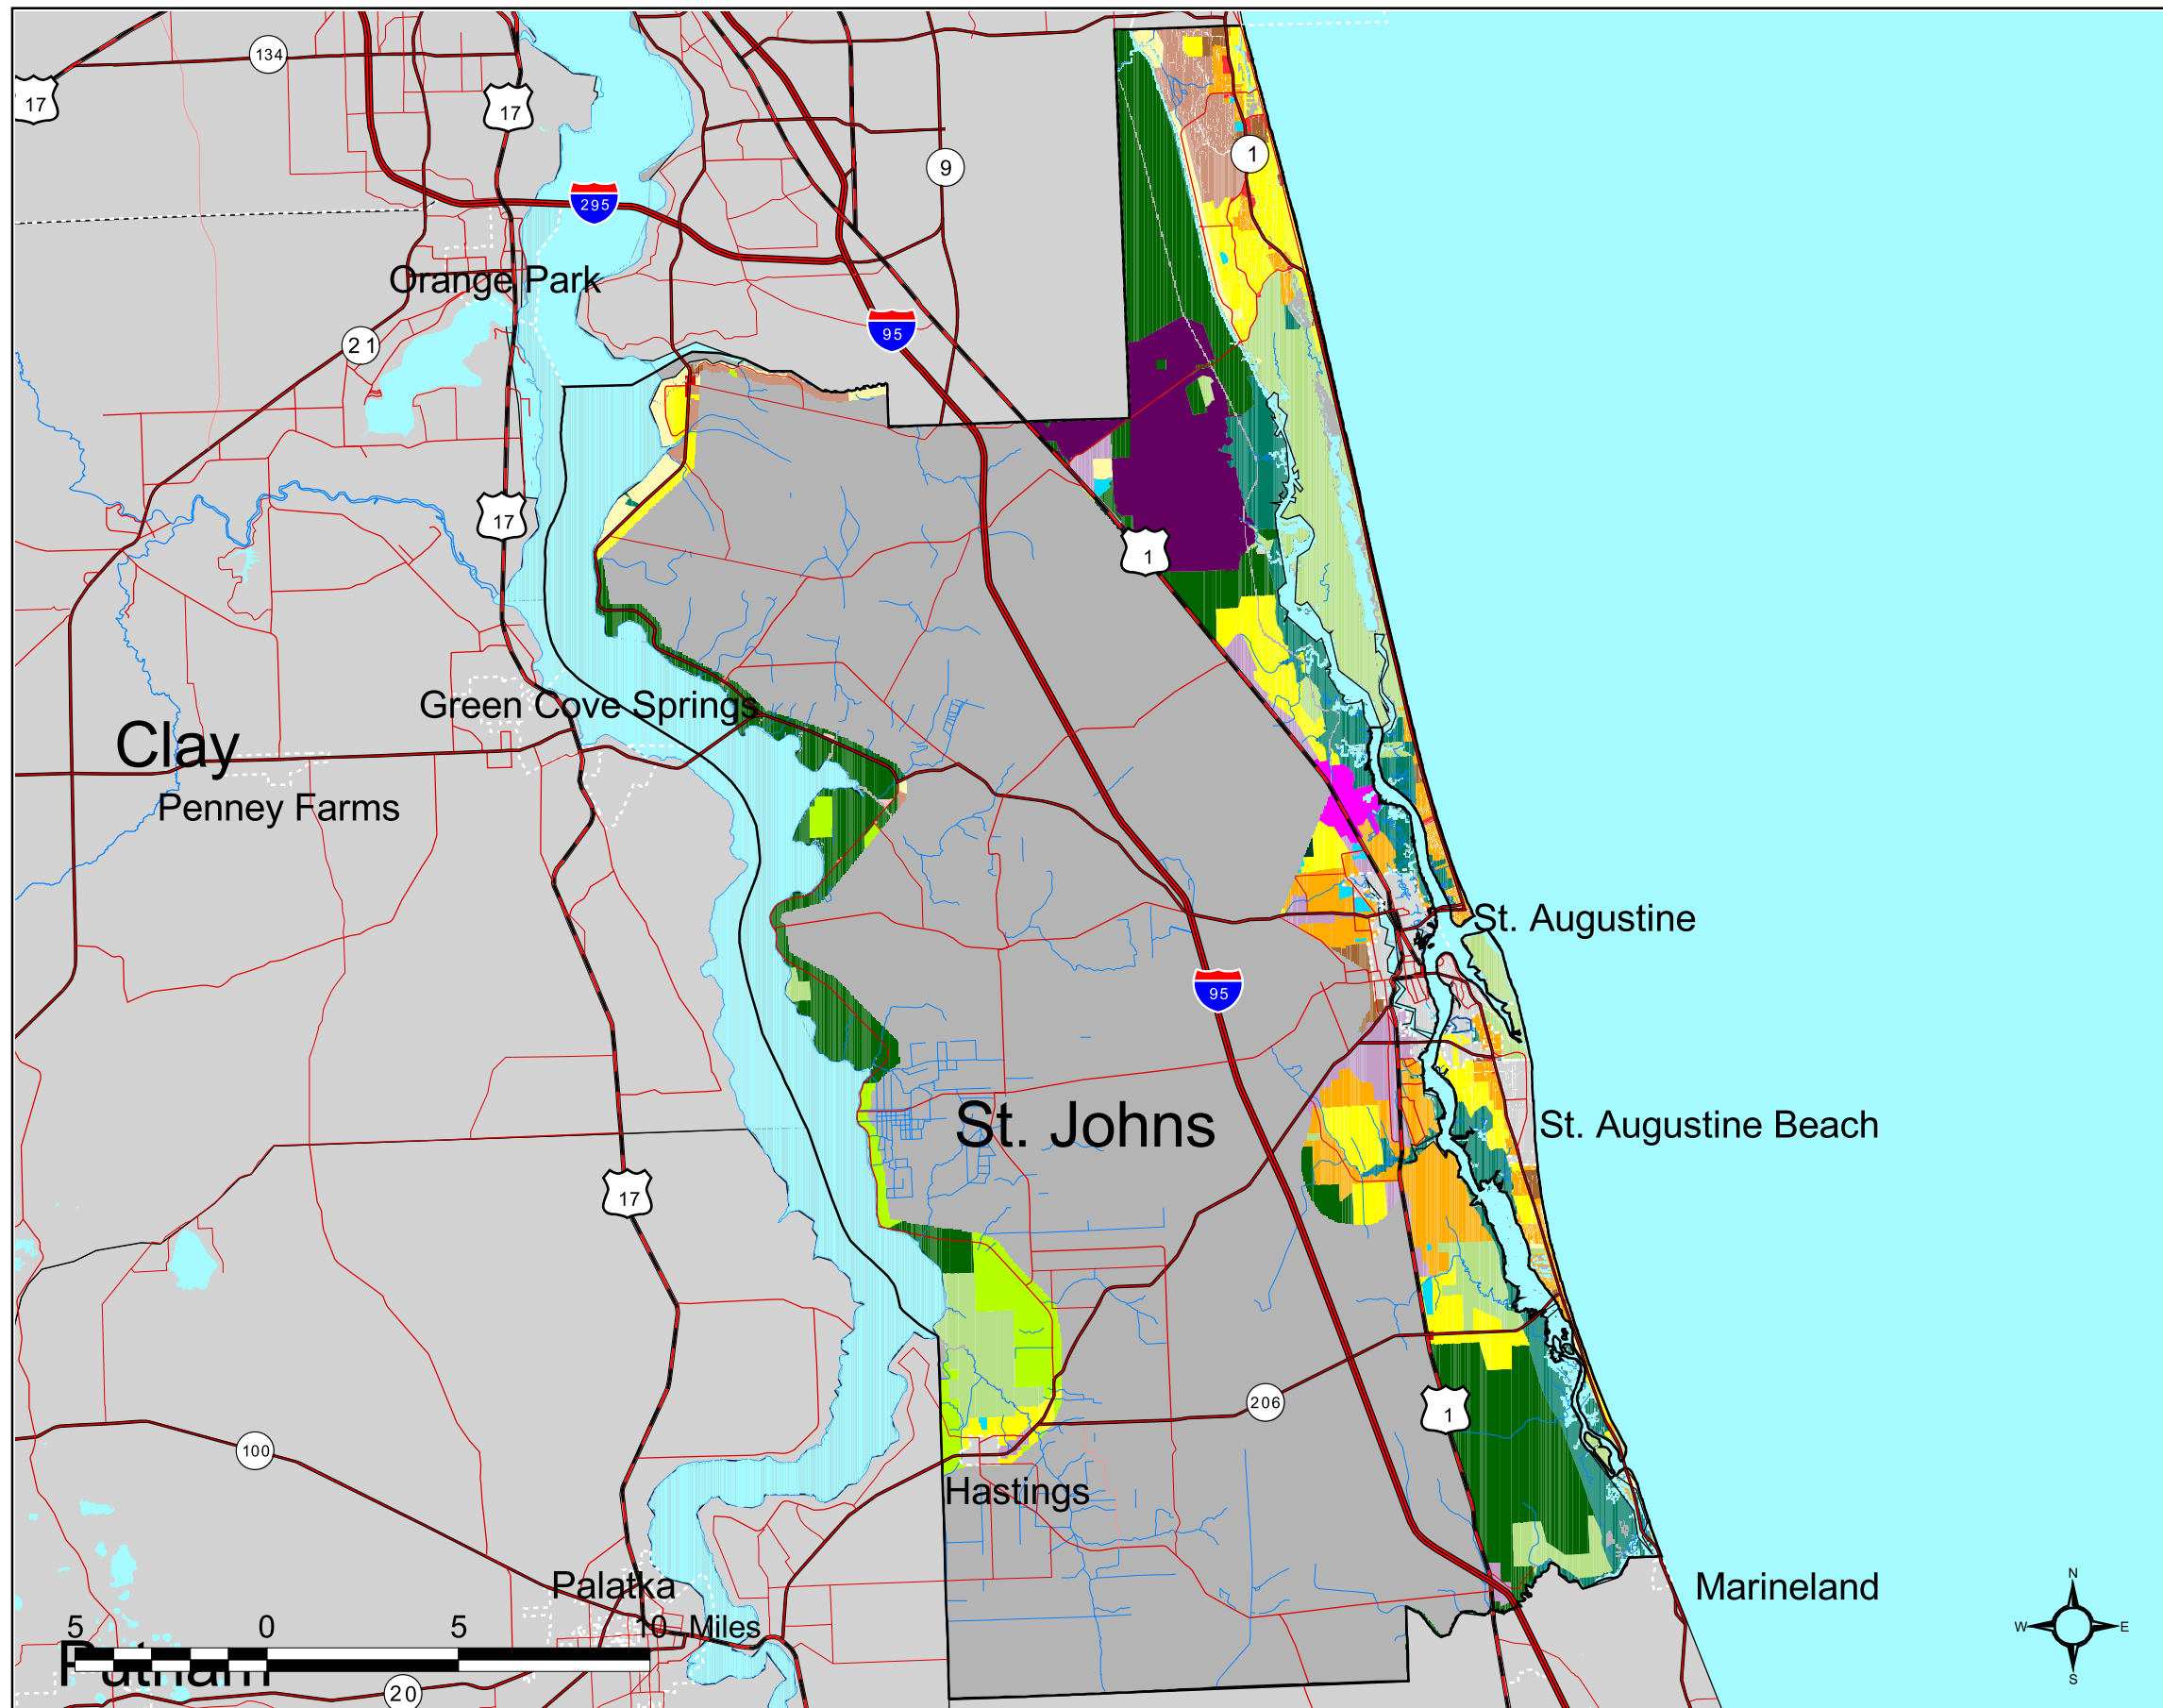 134
17
17
9
1
295
Orange Park
95
21
17
1
Green Cove Springs
Clay
Penney Farms
St. Augustine
95
St. Johns
St. Augustine Beach
17
206
1
100
Hastings
Palatka
Marineland
N
W
E
S
5 0 5 10 Miles
Putnam
20